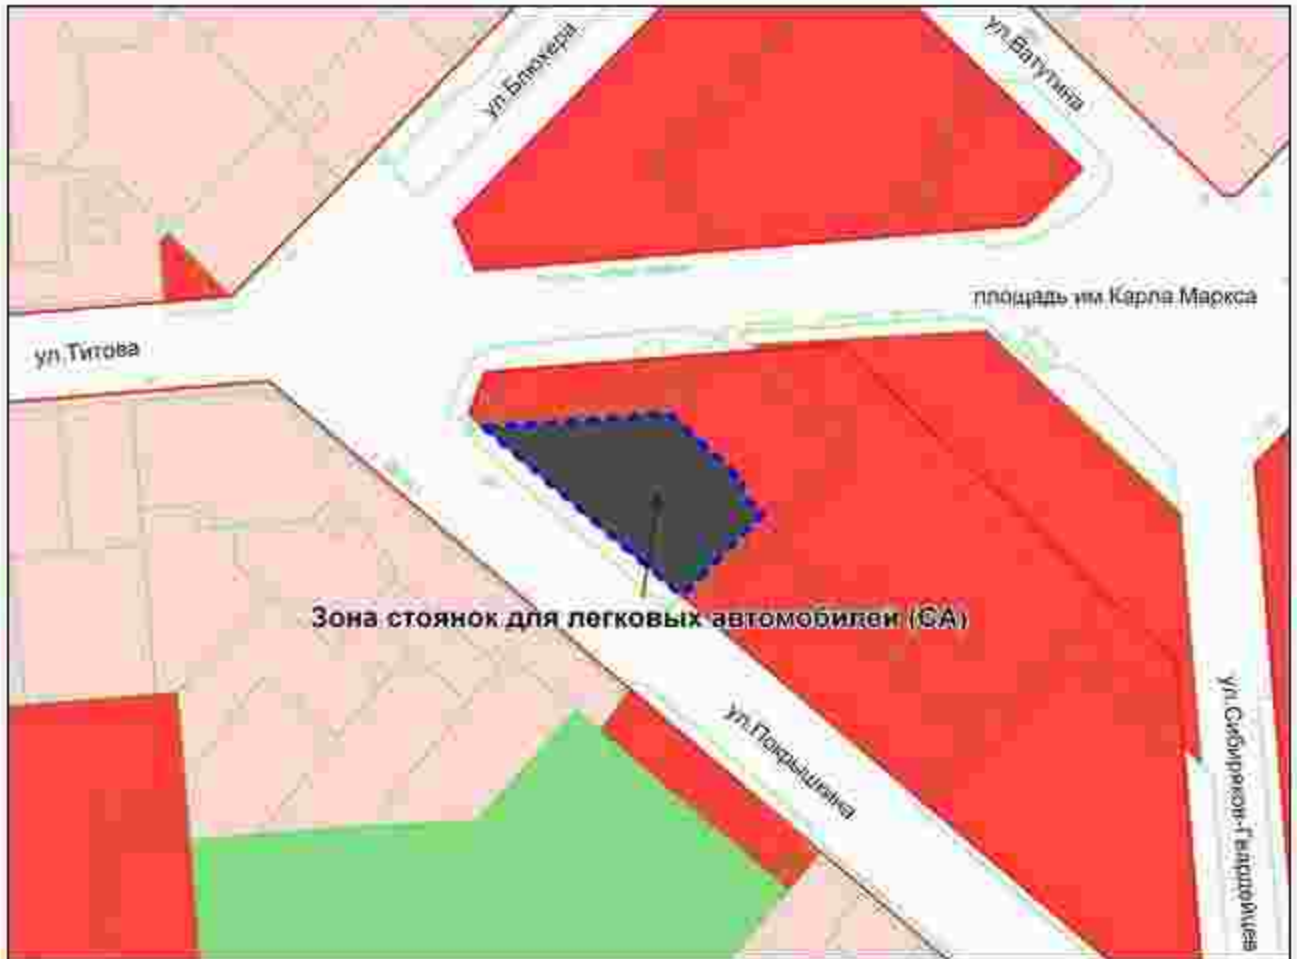 ул.Блюхера
ул.Ватутина
площадь им Карла Маркса
ул.Титова
Зона стоянок для легковых автомобилей (СА)
ул.Покрышкина
ул.Сибиряков-Гвардейцев